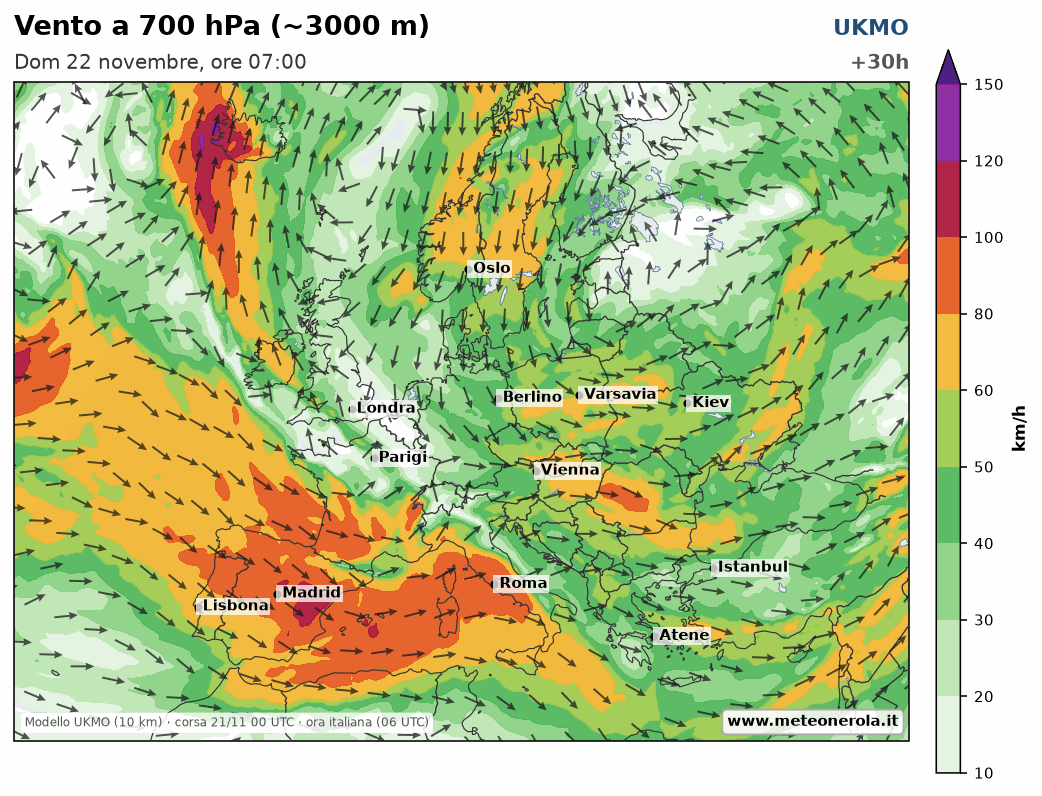 Vento a 700 hPa (~3000 m)
UKMO
Dom 22 novembre, ore 07:00
+30h
150
120
100
80
60
50
40
30
20
10
km/h
Oslo
Londra
Berlino
Varsavia
Kiev
Parigi
Vienna
Istanbul
Roma
Madrid
Lisbona
Atene
Modello UKMO (10 km) · corsa 21/11 00 UTC · ora italiana (06 UTC)
www.meteonerola.it